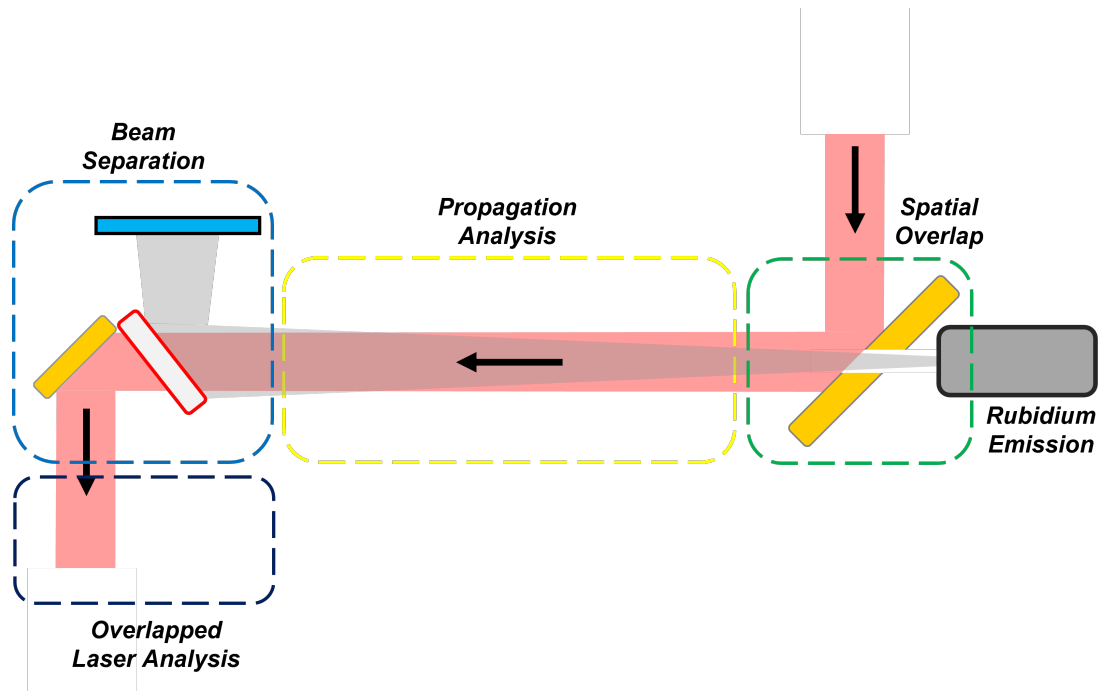 Beam
Separation
Propagation
Analysis
Spatial
Overlap
Rubidium
Emission
Overlapped
Laser Analysis